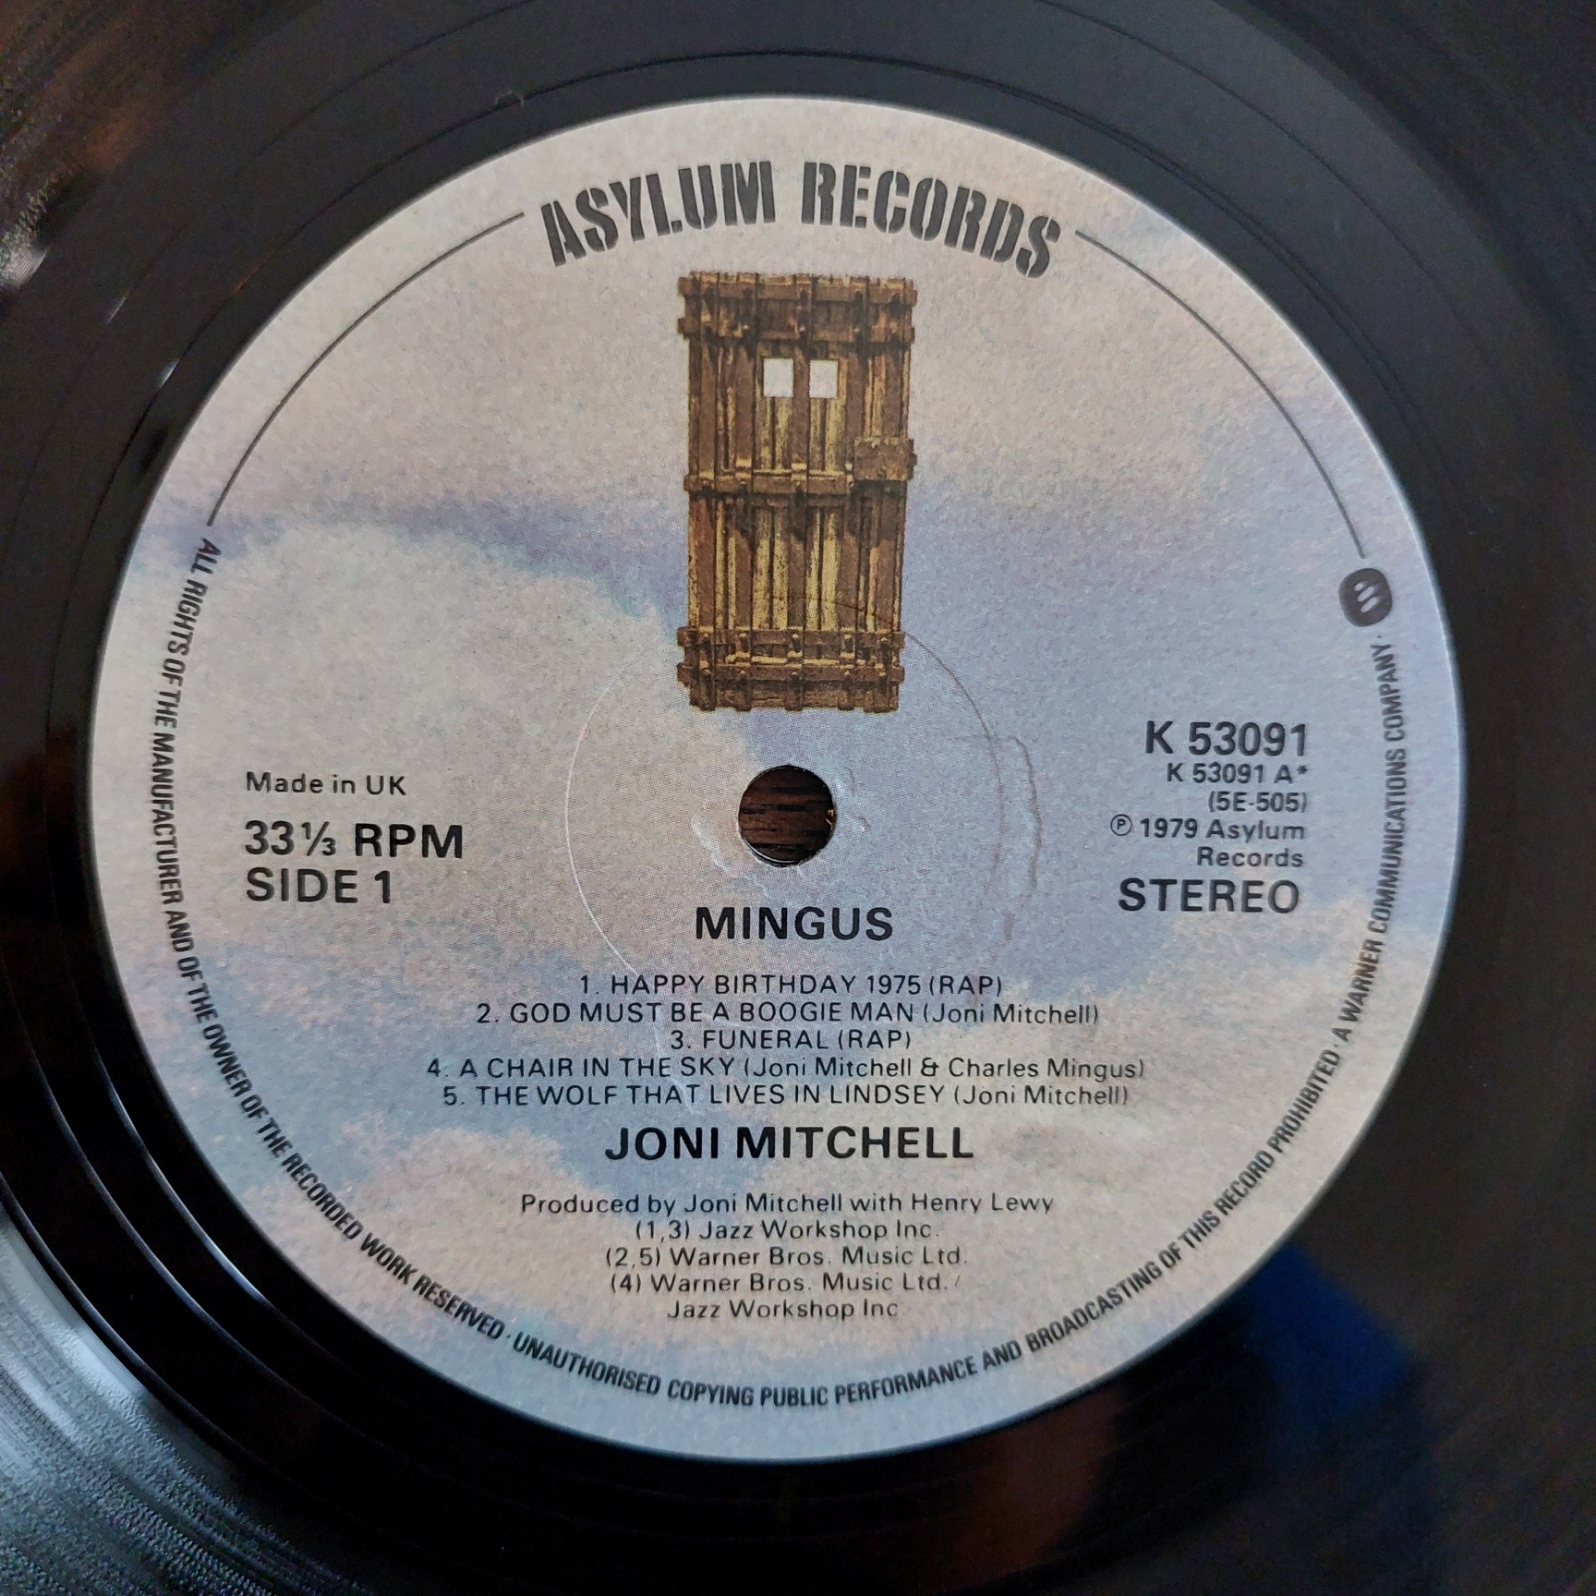 ASYLUM RECORDS
Made in UK
33⅓ RPM
SIDE 1
K 53091
K 53091 A*
(5E-505)
℗ 1979 Asylum
Records
STEREO
MINGUS
1. HAPPY BIRTHDAY 1975 (RAP)
2. GOD MUST BE A BOOGIE MAN (Joni Mitchell)
3. FUNERAL (RAP)
4. A CHAIR IN THE SKY (Joni Mitchell & Charles Mingus)
5. THE WOLF THAT LIVES IN LINDSEY (Joni Mitchell)
JONI MITCHELL
Produced by Joni Mitchell with Henry Lewy
(1,3) Jazz Workshop Inc.
(2,5) Warner Bros. Music Ltd.
(4) Warner Bros. Music Ltd. /
Jazz Workshop Inc
ALL RIGHTS OF THE MANUFACTURER AND OF THE OWNER OF THE RECORDED WORK RESERVED · UNAUTHORISED COPYING PUBLIC PERFORMANCE AND BROADCASTING OF THIS RECORD PROHIBITED · A WARNER COMMUNICATIONS COMPANY ·